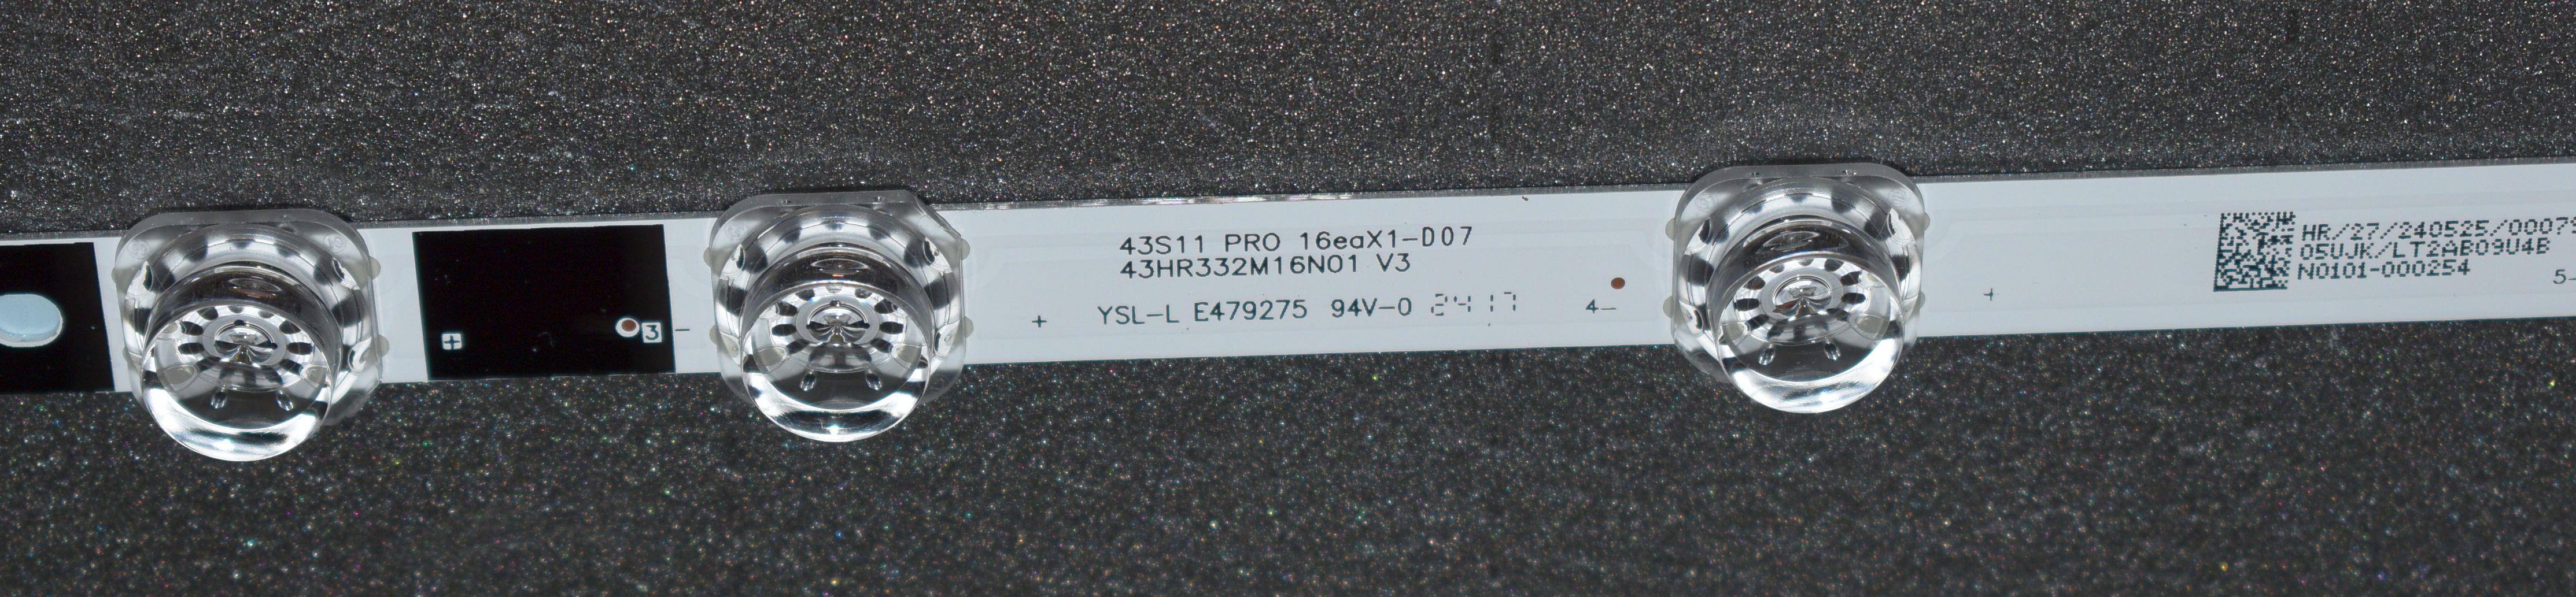 3 -
43S11 PRO 16eaX1-D07
43HR332M16N01 V3
+ YSL-L E479275 94V-0 2417 4-
+
HR/27/240525/00079
05UJK/LT2AB09U4B
N0101-000254
5-